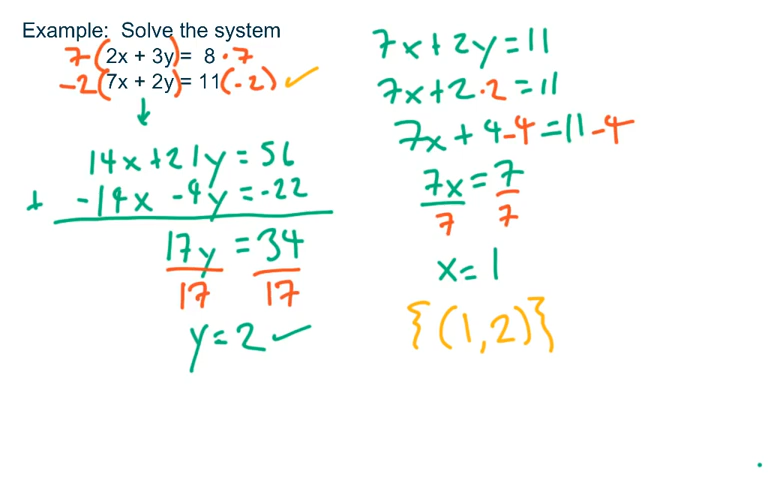 Example: Solve the system
7(2x + 3y)= 8·7
-2(7x + 2y)= 11(-2) ✓
↓
14x+21y=56
+ -14x -4y=-22
17y = 34
17 17
y=2 ✓
7x+2y=11
7x+2·2=11
7x+4-4=11-4
7x=7
7 7
x=1
{(1,2)}